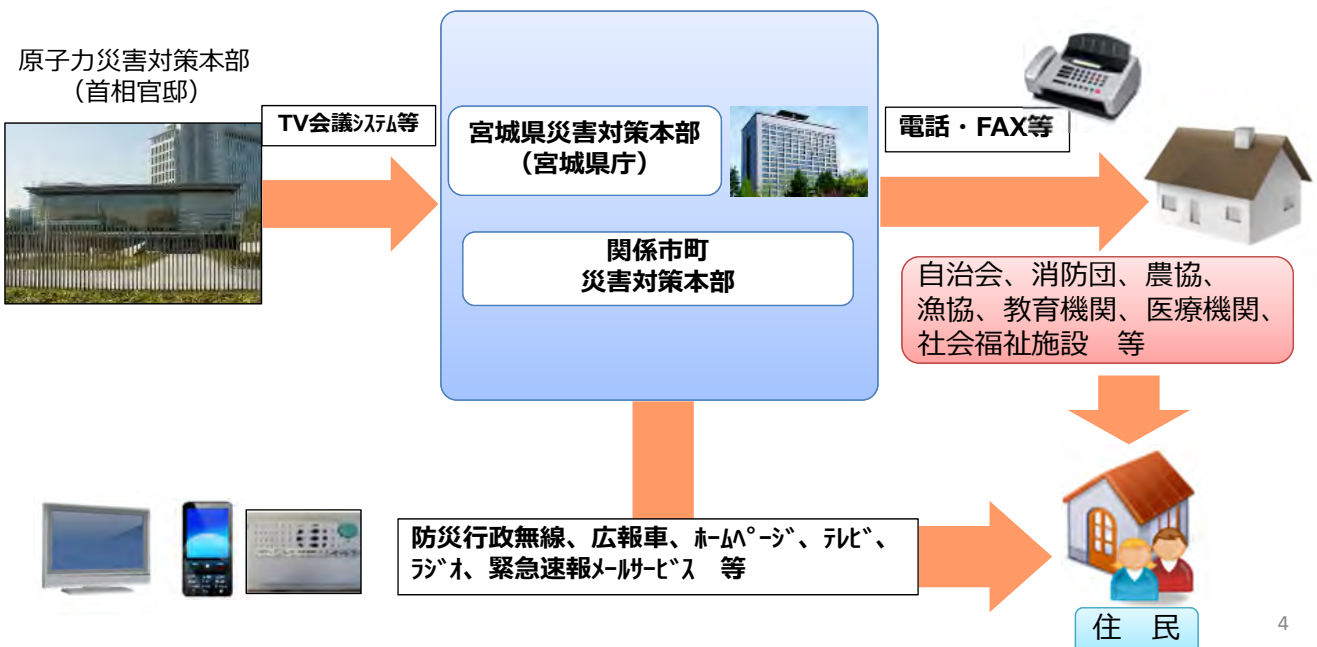 原子力災害対策本部
（首相官邸）
TV会議ｼｽﾃﾑ等
宮城県災害対策本部
（宮城県庁）
関係市町
災害対策本部
電話・FAX等
自治会、消防団、農協、
漁協、教育機関、医療機関、
社会福祉施設　等
防災行政無線、広報車、ﾎｰﾑﾍﾟｰｼﾞ、ﾃﾚﾋﾞ、
ﾗｼﾞｵ、緊急速報ﾒｰﾙｻｰﾋﾞｽ　等
住　民
4